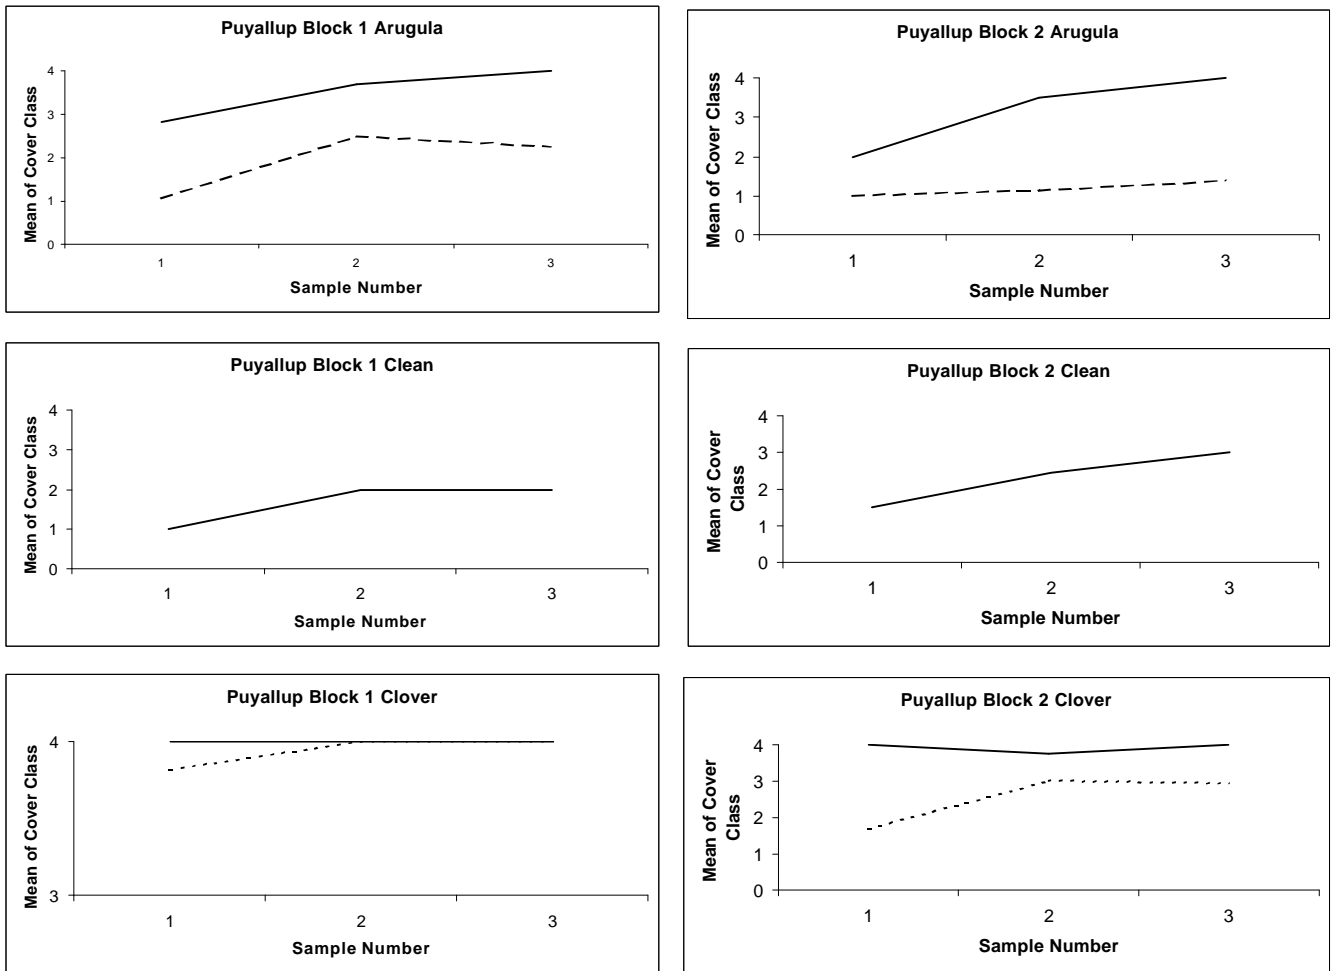 Puyallup Block 1 Arugula
Mean of Cover Class
4
3
2
1
0
1 2 3
Sample Number
Puyallup Block 2 Arugula
Mean of Cover Class
4
3
2
1
0
1 2 3
Sample Number
Puyallup Block 1 Clean
Mean of Cover Class
4
3
2
1
0
1 2 3
Sample Number
Puyallup Block 2 Clean
Mean of Cover
Class
4
3
2
1
0
1 2 3
Sample Number
Puyallup Block 1 Clover
Mean of Cover Class
4
3
1 2 3
Sample Number
Puyallup Block 2 Clover
Mean of Cover
Class
4
3
2
1
0
1 2 3
Sample Number